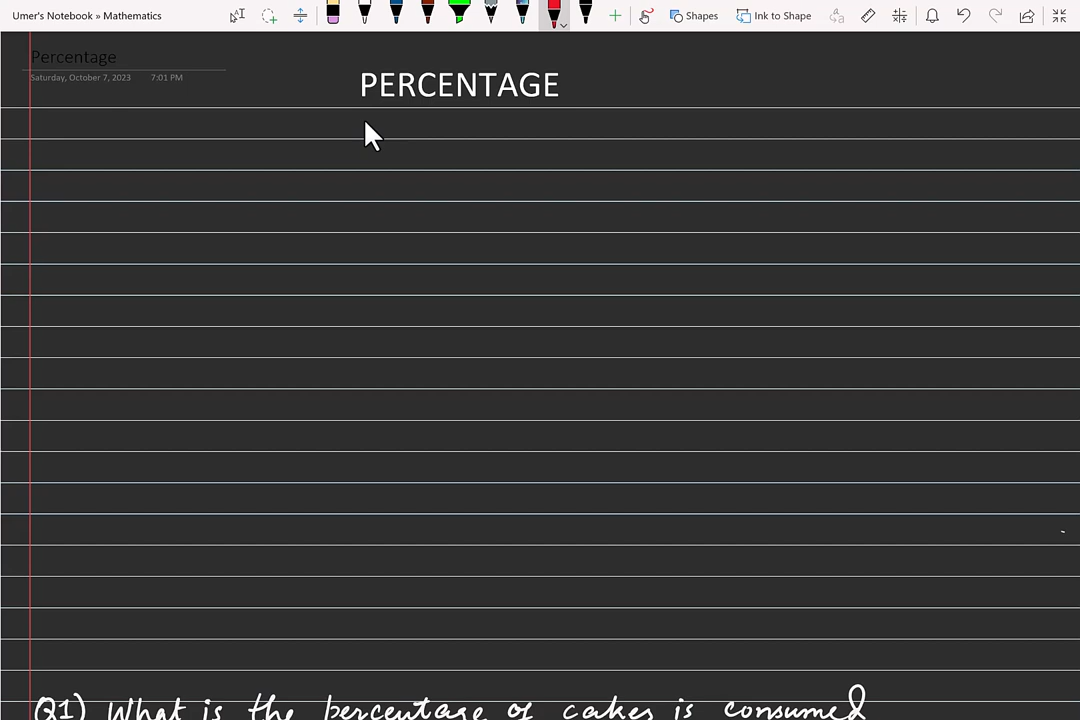 Umer's Notebook » Mathematics
Shapes
Ink to Shape
Percentage
Saturday, October 7, 2023 7:01 PM
PERCENTAGE
Q1) What is the percentage of cakes is consumed